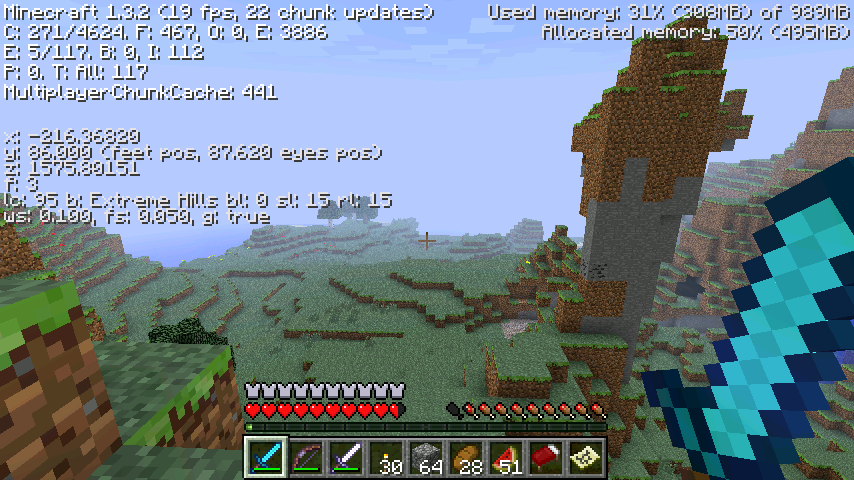 Minecraft 1.3.2 (19 fps, 22 chunk updates)
C: 271/4624, F: 467, O: 0, E: 3886
E: 5/117. B: 0, I: 112
P: 0. T: All: 117
MultiplayerChunkCache: 441
Used memory: 31% (308MB) of 989MB
Allocated memory: 50% (495MB)
x: -216.36820
y: 86.000 (feet pos, 87.620 eyes pos)
z: 1575.80151
f: 3
lc: 95 b: Extreme Hills bl: 0 sl: 15 rl: 15
ws: 0.100, fs: 0.050, g: true
30 64 28 51